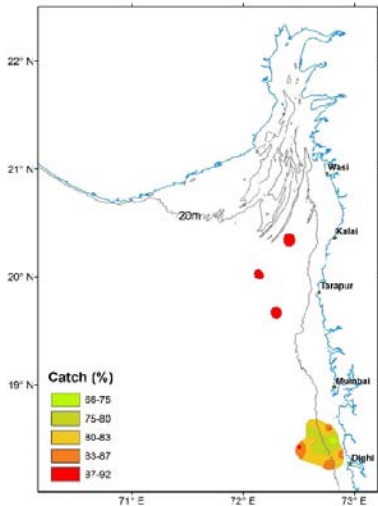 22° N
Wasi
21° N
20m
Kalai
20° N
Tarapur
Catch (%)
66-75
75-80
80-83
83-87
87-92
19° N
Mumbai
Dighi
71° E
72° E
73° E